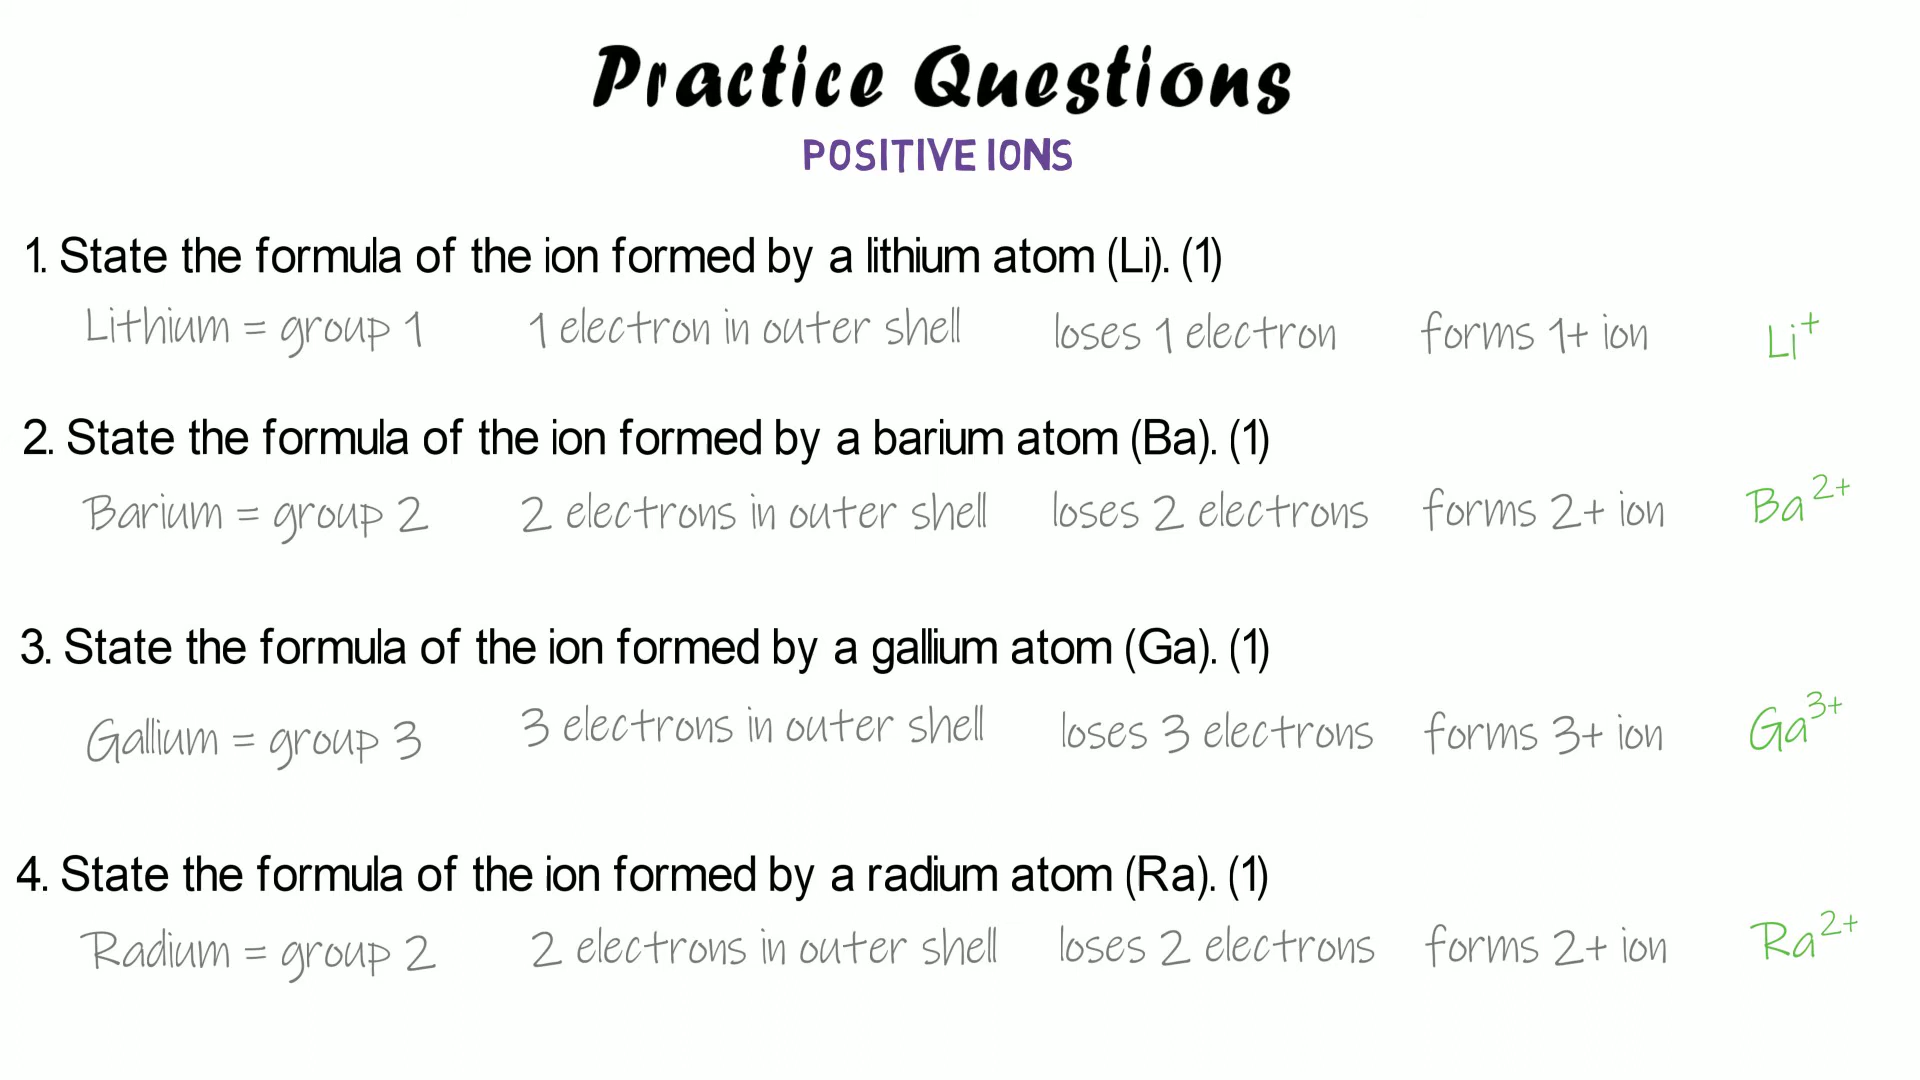 Practice Questions
POSITIVE IONS
1. State the formula of the ion formed by a lithium atom (Li). (1)
Lithium = group 1 1 electron in outer shell loses 1 electron forms 1+ ion Li⁺
2. State the formula of the ion formed by a barium atom (Ba). (1)
Barium = group 2 2 electrons in outer shell loses 2 electrons forms 2+ ion Ba²⁺
3. State the formula of the ion formed by a gallium atom (Ga). (1)
Gallium = group 3 3 electrons in outer shell loses 3 electrons forms 3+ ion Ga³⁺
4. State the formula of the ion formed by a radium atom (Ra). (1)
Radium = group 2 2 electrons in outer shell loses 2 electrons forms 2+ ion Ra²⁺